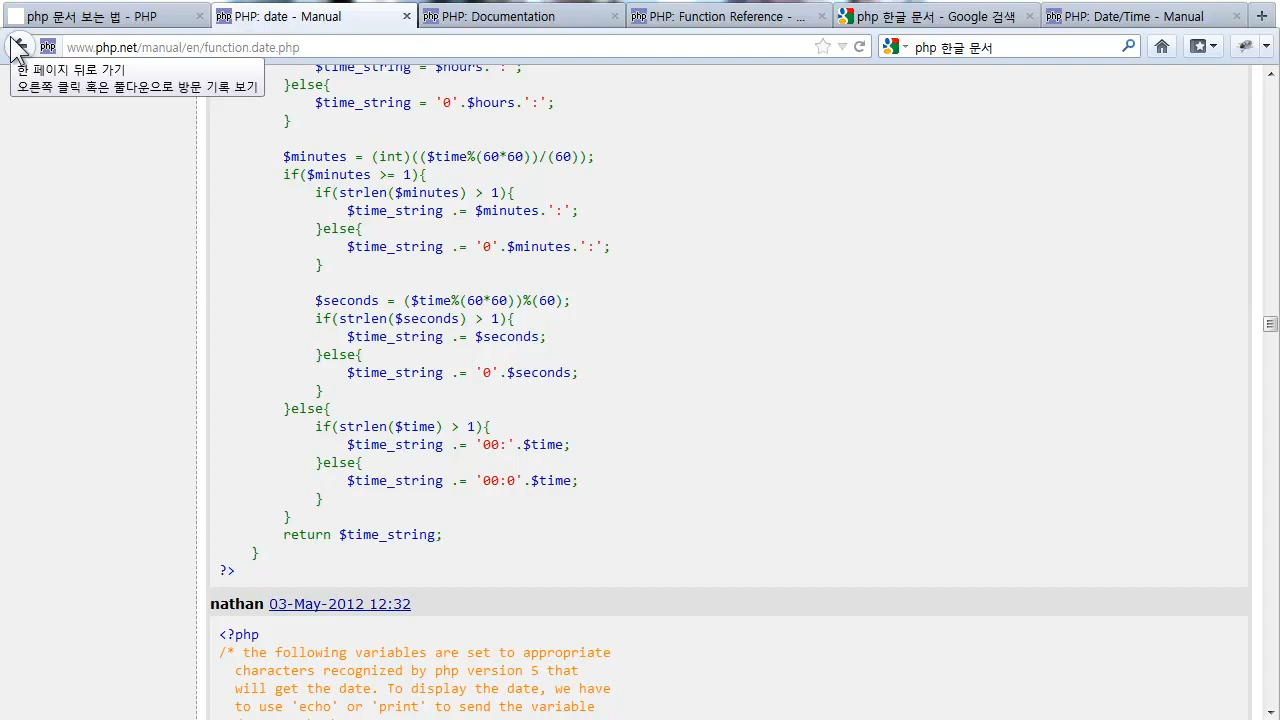 php 문서 보는 법 - PHP
PHP: date - Manual
PHP: Documentation
PHP: Function Reference - ...
php 한글 문서 - Google 검색
PHP: Date/Time - Manual
www.php.net/manual/en/function.date.php
php 한글 문서
한 페이지 뒤로 가기
오른쪽 클릭 혹은 풀다운으로 방문 기록 보기
$time_string = $hours.':';
}else{
$time_string = '0'.$hours.':';
}
$minutes = (int)(($time%(60*60))/(60));
if($minutes >= 1){
if(strlen($minutes) > 1){
$time_string .= $minutes.':';
}else{
$time_string .= '0'.$minutes.':';
}
$seconds = ($time%(60*60))%(60);
if(strlen($seconds) > 1){
$time_string .= $seconds;
}else{
$time_string .= '0'.$seconds;
}
}else{
if(strlen($time) > 1){
$time_string .= '00:'.$time;
}else{
$time_string .= '00:0'.$time;
}
}
return $time_string;
}
?>
nathan 03-May-2012 12:32
<?php
/* the following variables are set to appropriate
characters recognized by php version 5 that
will get the date. To display the date, we have
to use 'echo' or 'print' to send the variable